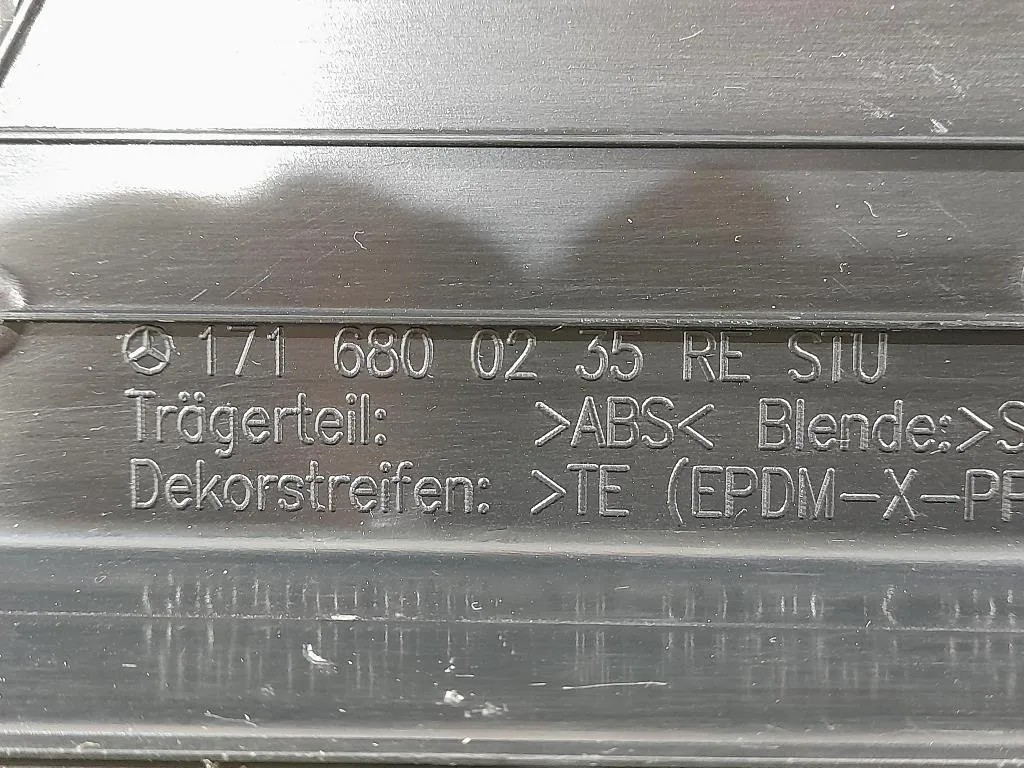 171 680 02 35 RE STU
Trägerteil: >ABS< Blende:>S
Dekorstreifen: >TE (EPDM-X-PP